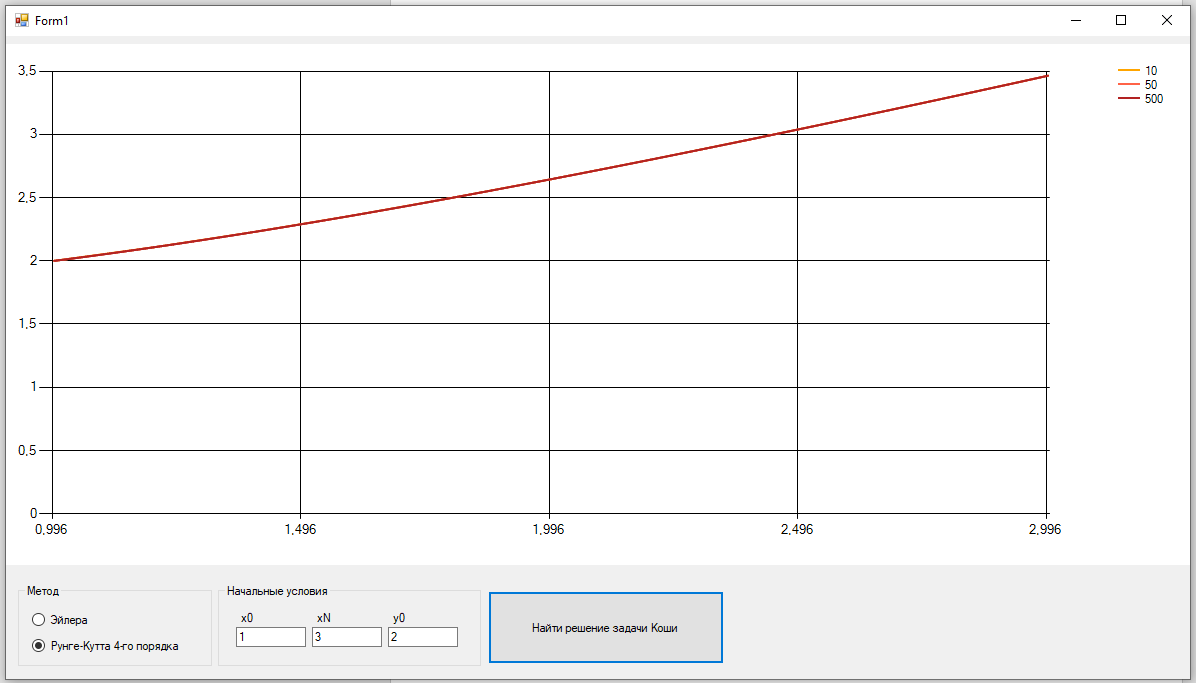 Form1
3,5
3
2,5
2
1,5
1
0,5
0
0,996 1,496 1,996 2,496 2,996
10
50
500
Метод
Эйлера
Рунге-Кутта 4-го порядка
Начальные условия
x0 xN y0
1 3 2
Найти решение задачи Коши